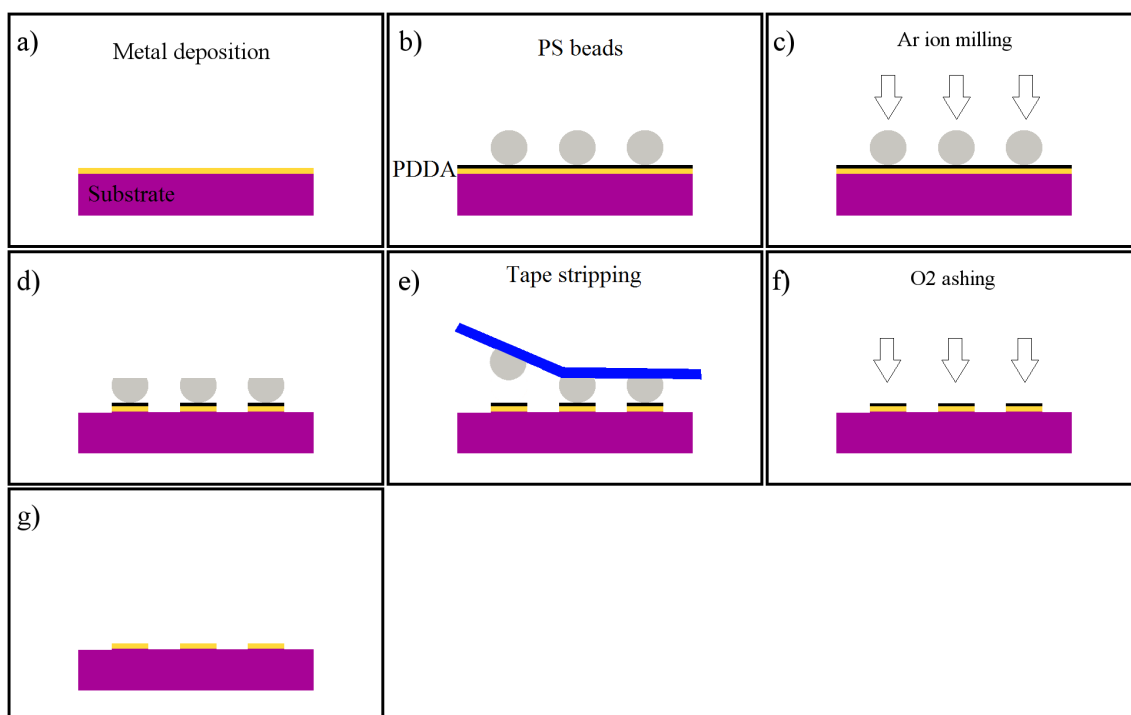 a)
Metal deposition
Substrate
b)
PS beads
PDDA
c)
Ar ion milling
d)
e)
Tape stripping
f)
O2 ashing
g)